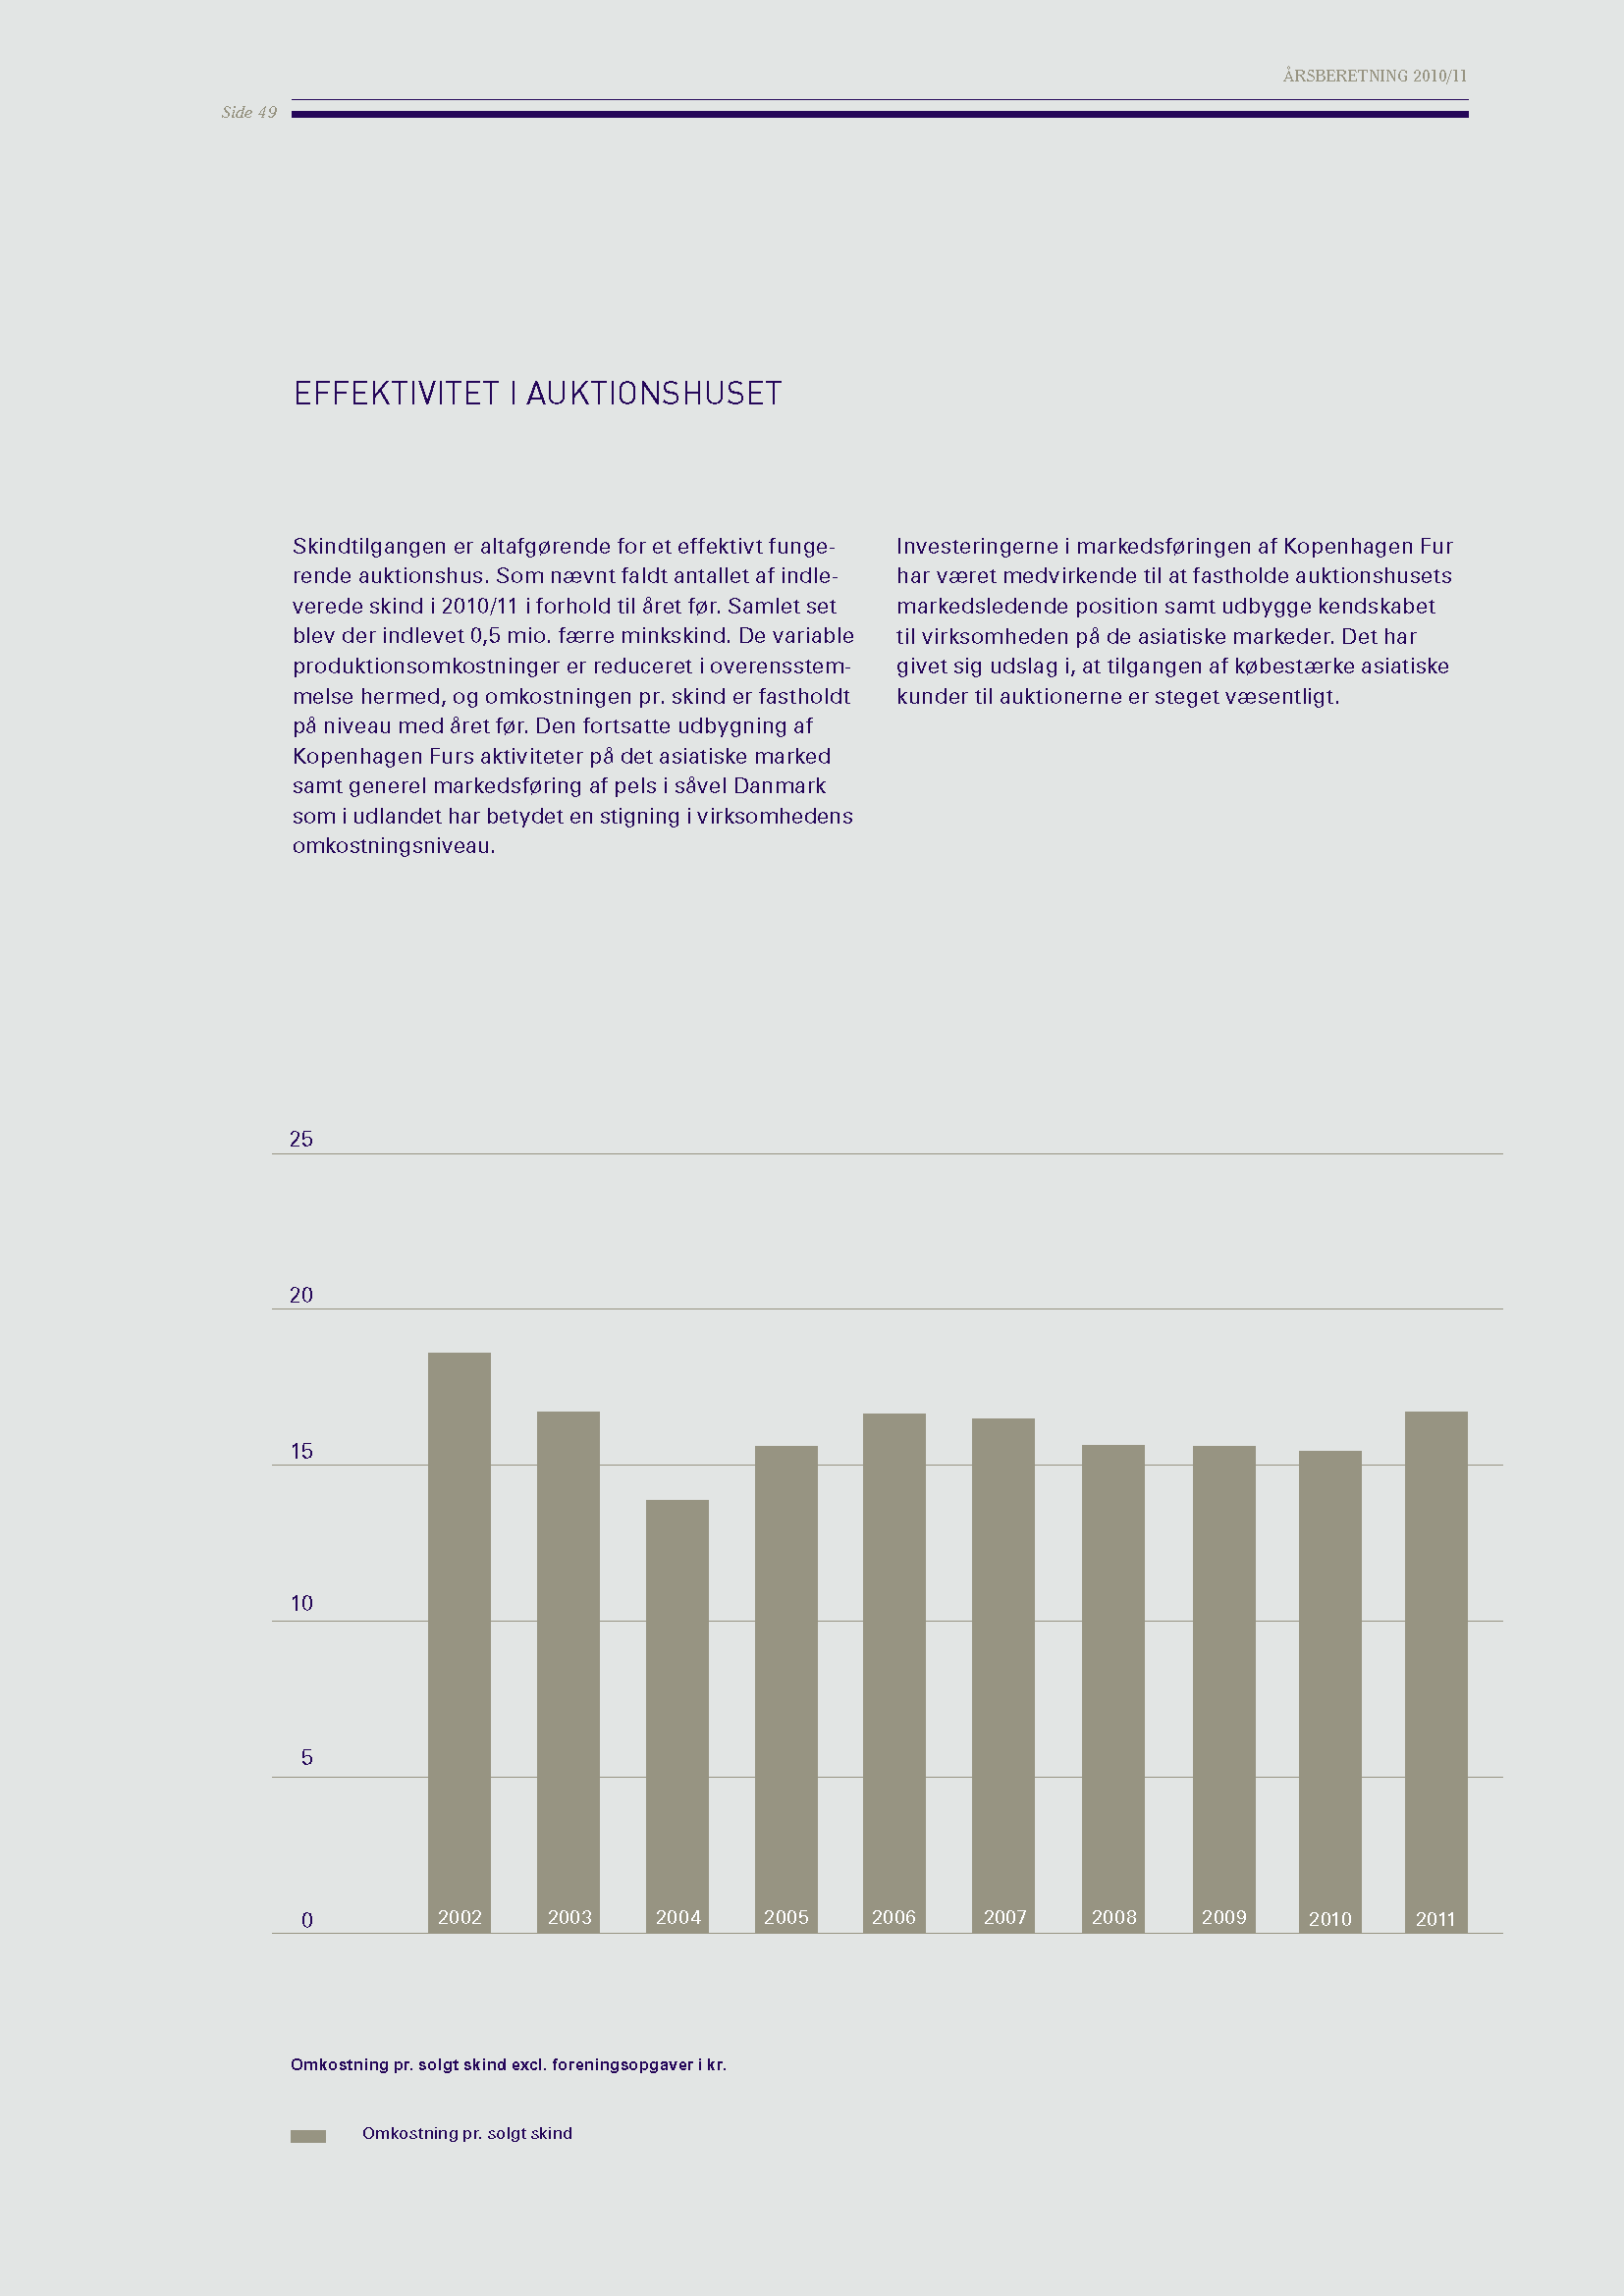 ÅRSBERETNING 2010/11
Side 49
EFFEKTIVITET I AUKTIONSHUSET
Skindtilgangen er altafgørende for et effektivt funge-
rende auktionshus. Som nævnt faldt antallet af indle-
verede skind i 2010/11 i forhold til året før. Samlet set
blev der indlevet 0,5 mio. færre minkskind. De variable
produktionsomkostninger er reduceret i overensstem-
melse hermed, og omkostningen pr. skind er fastholdt
på niveau med året før. Den fortsatte udbygning af
Kopenhagen Furs aktiviteter på det asiatiske marked
samt generel markedsføring af pels i såvel Danmark
som i udlandet har betydet en stigning i virksomhedens
omkostningsniveau.
Investeringerne i markedsføringen af Kopenhagen Fur
har været medvirkende til at fastholde auktionshusets
markedsledende position samt udbygge kendskabet
til virksomheden på de asiatiske markeder. Det har
givet sig udslag i, at tilgangen af købestærke asiatiske
kunder til auktionerne er steget væsentligt.
25
20
15
10
5
0
2002 2003 2004 2005 2006 2007 2008 2009 2010 2011
Omkostning pr. solgt skind excl. foreningsopgaver i kr.
Omkostning pr. solgt skind